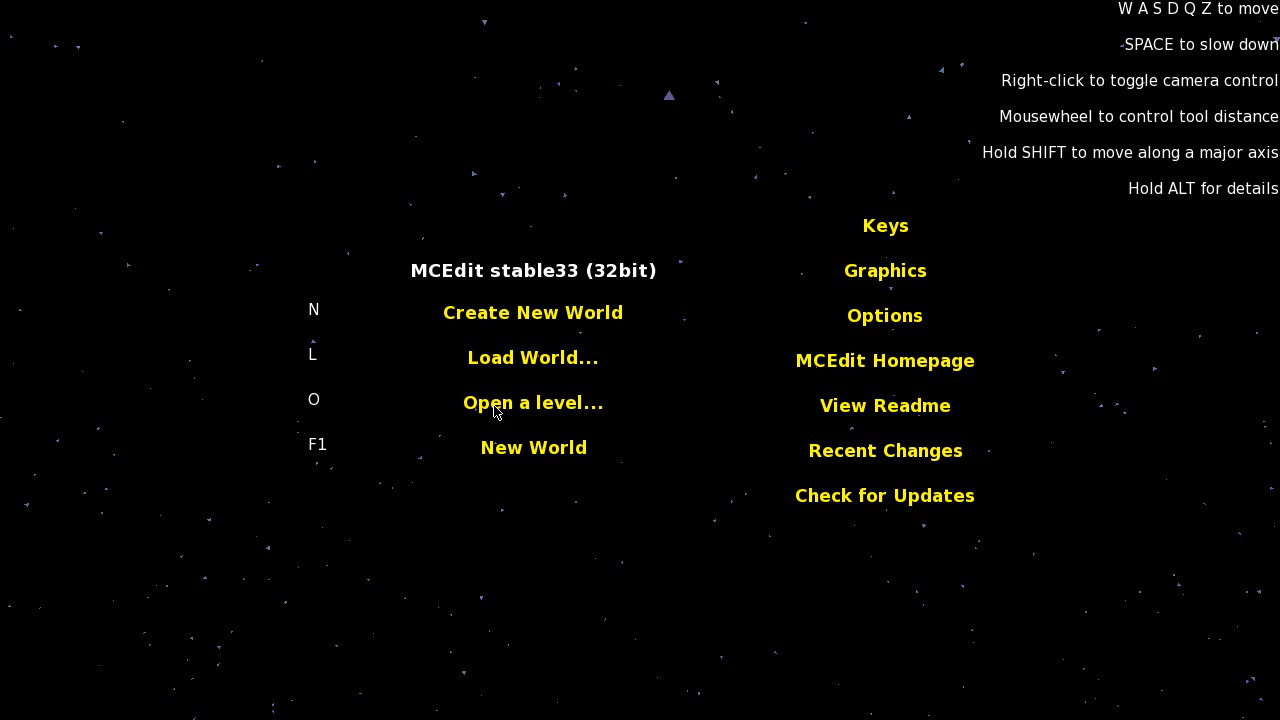 W A S D Q Z to move
SPACE to slow down
Right-click to toggle camera control
Mousewheel to control tool distance
Hold SHIFT to move along a major axis
Hold ALT for details
MCEdit stable33 (32bit)
N Create New World
L Load World...
O Open a level...
F1 New World
Keys
Graphics
Options
MCEdit Homepage
View Readme
Recent Changes
Check for Updates